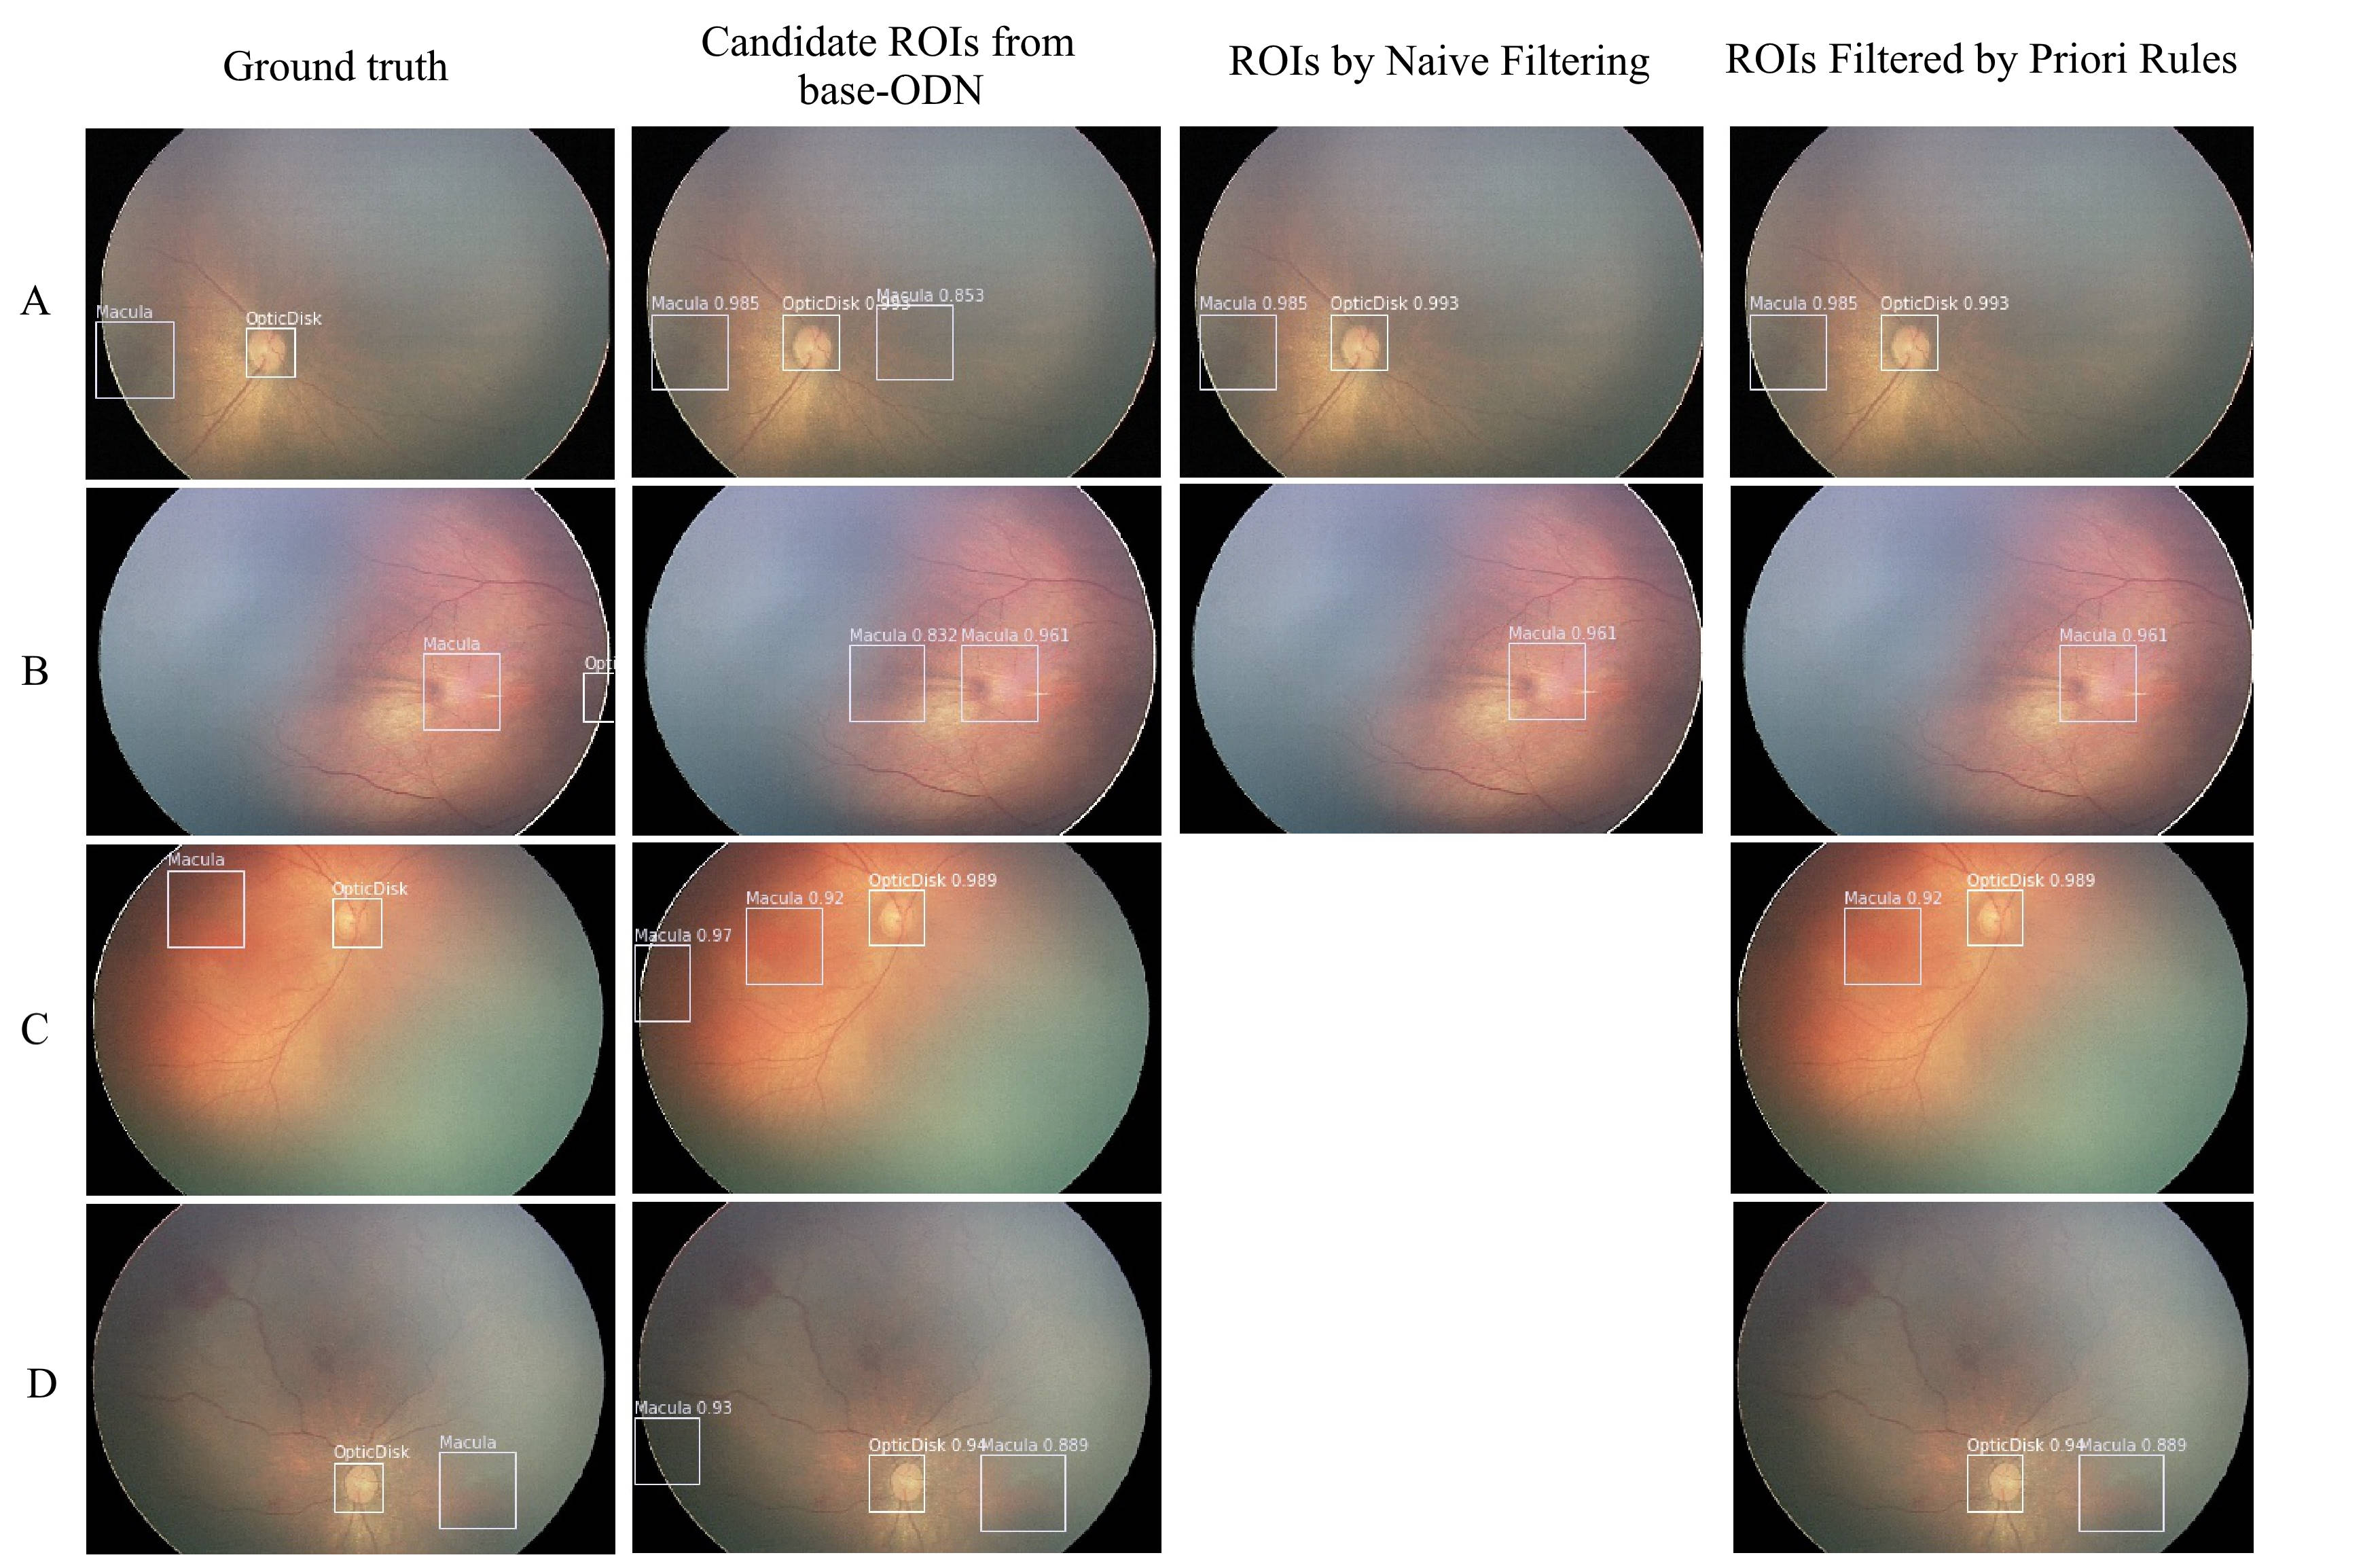 Ground truth
Candidate ROIs from
base-ODN
ROIs by Naive Filtering
ROIs Filtered by Priori Rules
A
Macula
OpticDisk
Macula 0.985
OpticDisk 0.993
Macula 0.853
Macula 0.985
OpticDisk 0.993
Macula 0.985
OpticDisk 0.993
B
Macula
Opti
Macula 0.832
Macula 0.961
Macula 0.961
Macula 0.961
C
Macula
OpticDisk
Macula 0.97
Macula 0.92
OpticDisk 0.989
Macula 0.92
OpticDisk 0.989
D
OpticDisk
Macula
Macula 0.93
OpticDisk 0.94
Macula 0.889
OpticDisk 0.94
Macula 0.889